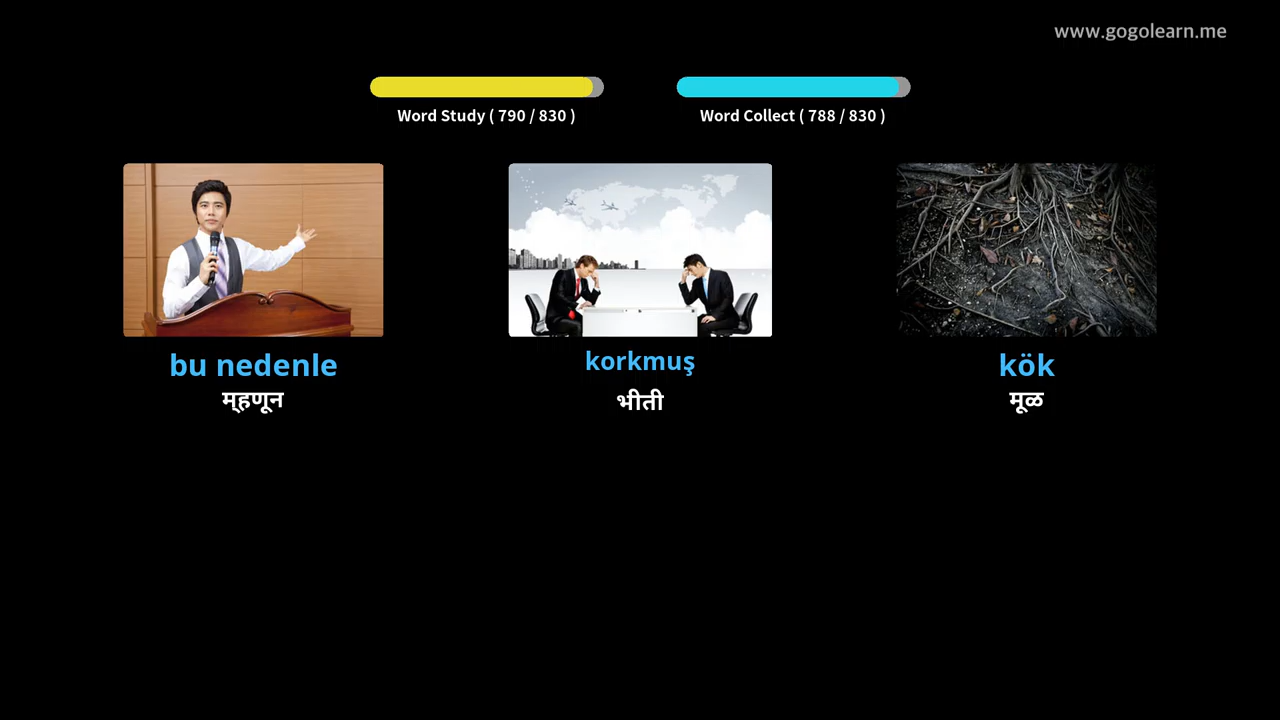 www.gogolearn.me
Word Study ( 790 / 830 )
Word Collect ( 788 / 830 )
bu nedenle
म्हणून
korkmuş
भीती
kök
मूळ